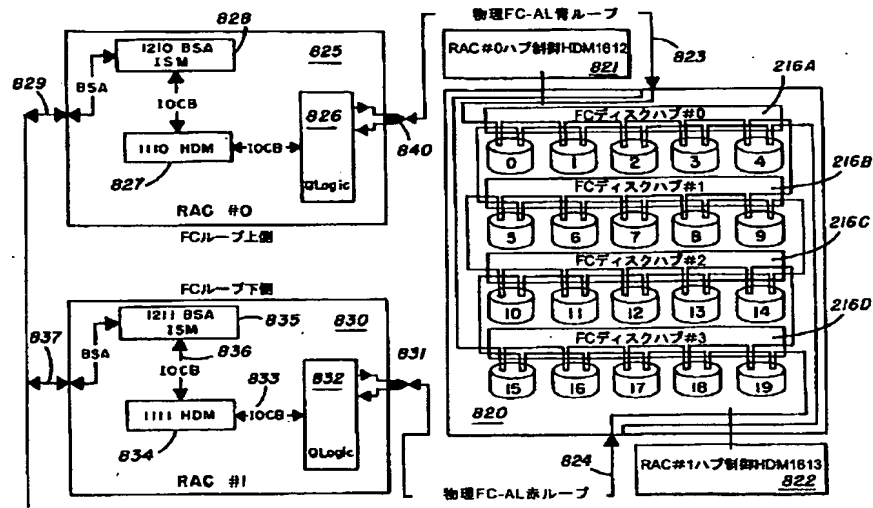 828
1210 BSA
ISM
825
829
BSA
IOCB
826
1110 HDM
IOCB
827
QLogic
840
RAC #0
FCループ上側
FCループ下側
1211 BSA
ISM
835
830
837
BSA
836
IOCB
833
832
831
1111 HDM
IOCB
834
QLogic
RAC #1
物理FC-AL青ループ
RAC#0ハブ制御HDM1612
821
823
216A
FCディスクハブ#0
0
1
2
3
4
216B
FCディスクハブ#1
5
6
7
8
9
216C
FCディスクハブ#2
10
11
12
13
14
216D
FCディスクハブ#3
15
16
17
18
19
820
824
物理FC-AL赤ループ
RAC#1ハブ制御HDM1613
822